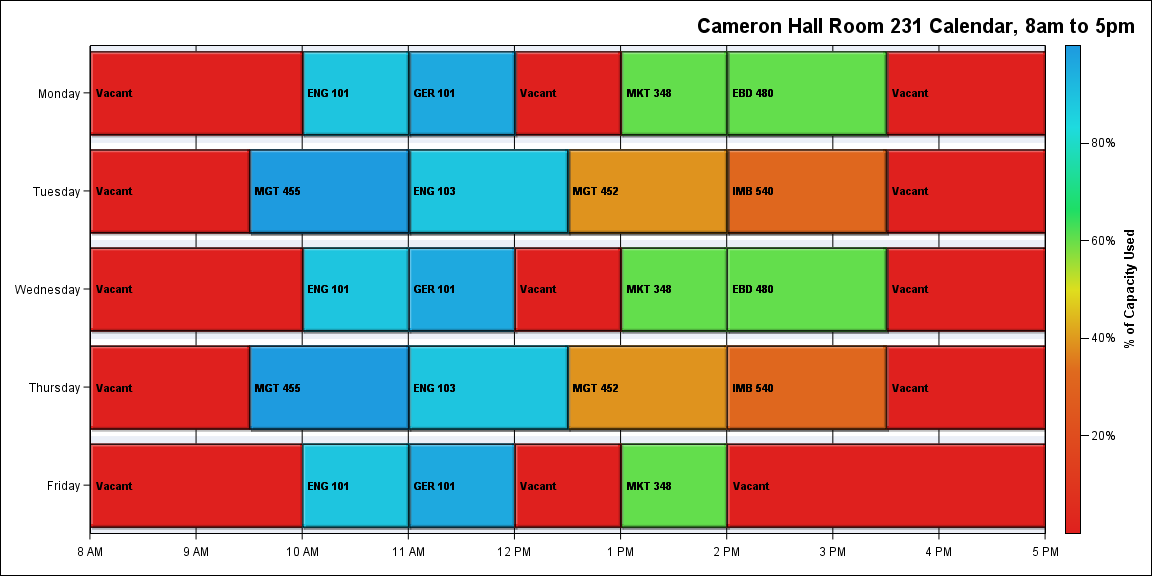 Cameron Hall Room 231 Calendar, 8am to 5pm
Monday
Vacant
ENG 101
GER 101
Vacant
MKT 348
EBD 480
Vacant
Tuesday
Vacant
MGT 455
ENG 103
MGT 452
IMB 540
Vacant
Wednesday
Vacant
ENG 101
GER 101
Vacant
MKT 348
EBD 480
Vacant
Thursday
Vacant
MGT 455
ENG 103
MGT 452
IMB 540
Vacant
Friday
Vacant
ENG 101
GER 101
Vacant
MKT 348
Vacant
8 AM
9 AM
10 AM
11 AM
12 PM
1 PM
2 PM
3 PM
4 PM
5 PM
80%
60%
40%
20%
% of Capacity Used